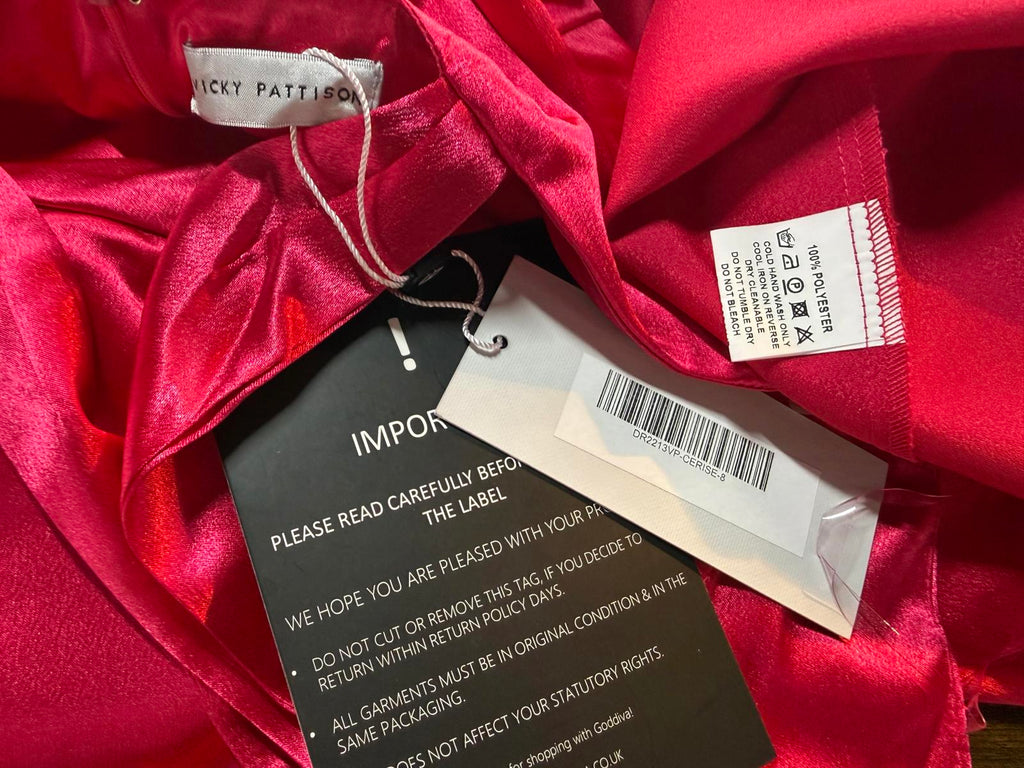 VICKY PATTISON
100% POLYESTER
COLD HAND WASH ONLY
COOL IRON ON REVERSE
DRY CLEANABLE
DO NOT TUMBLE DRY
DO NOT BLEACH
DR2213VP-CERISE-8
!
IMPOR
PLEASE READ CAREFULLY BEFO
THE LABEL
WE HOPE YOU ARE PLEASED WITH YOUR PR
• DO NOT CUT OR REMOVE THIS TAG, IF YOU DECIDE TO
RETURN WITHIN RETURN POLICY DAYS.
• ALL GARMENTS MUST BE IN ORIGINAL CONDITION & IN THE
SAME PACKAGING.
DOES NOT AFFECT YOUR STATUTORY RIGHTS.
for shopping with Goddiva!
.CO.UK